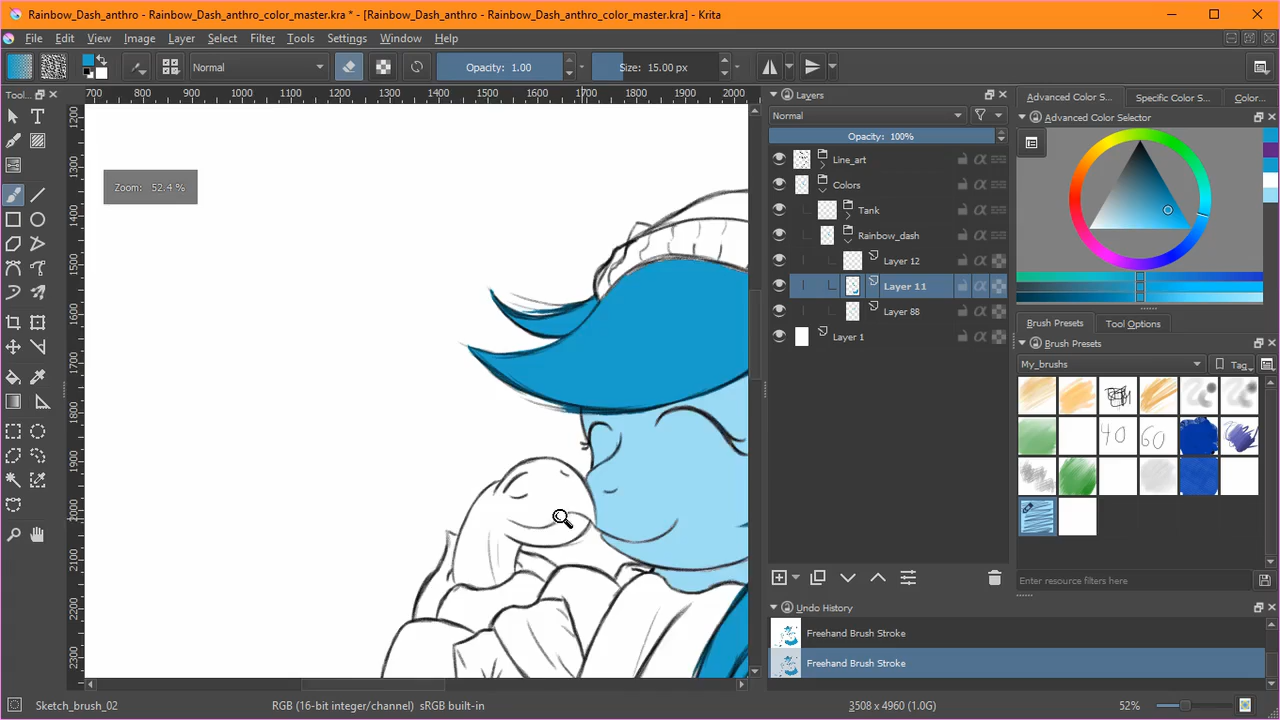 Rainbow_Dash_anthro - Rainbow_Dash_anthro_color_master.kra * - [Rainbow_Dash_anthro - Rainbow_Dash_anthro_color_master.kra] - Krita
File Edit View Image Layer Select Filter Tools Settings Window Help
Normal Opacity: 1.00 Size: 15.00 px
Tool...
700 800 900 1000 1100 1200 1300 1400 1500 1600 1700 1800 1900 2000
1200
1300
1400
1500
1600
1700
1800
1900
2000
2100
2200
2300
Zoom: 52.4 %
Layers
Normal
Opacity: 100%
Line_art
Colors
Tank
Rainbow_dash
Layer 12
Layer 11
Layer 88
Layer 1
Undo History
Freehand Brush Stroke
Freehand Brush Stroke
Advanced Color S... Specific Color S... Color...
Advanced Color Selector
Brush Presets Tool Options
Brush Presets
My_brushes Tag
40 60
Enter resource filters here
Sketch_brush_02 RGB (16-bit integer/channel) sRGB built-in 3508 x 4960 (1.0G) 52%